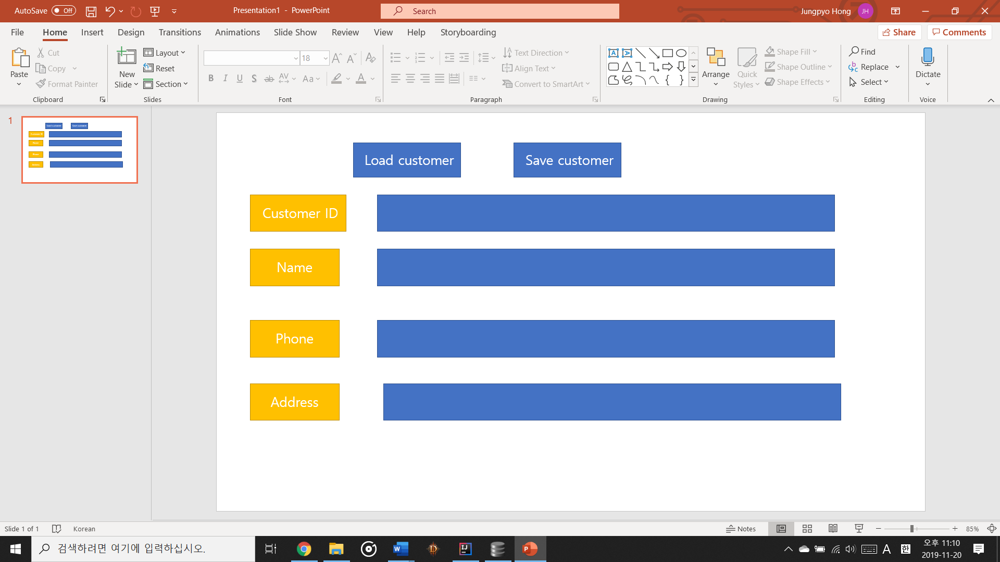 AutoSave Off Presentation1 - PowerPoint Search Jungpyo Hong JH
File Home Insert Design Transitions Animations Slide Show Review View Help Storyboarding Share Comments
Paste Cut Copy Format Painter Clipboard
New Slide Layout Reset Section Slides
18 B I U S ab AV Aa A Font
Text Direction Align Text Convert to SmartArt Paragraph
Arrange Quick Styles Shape Fill Shape Outline Shape Effects Drawing
Find Replace Select Editing
Dictate Voice
1
Load customer Save customer
Customer ID
Name
Phone
Address
Slide 1 of 1 Korean Notes 85%
검색하려면 여기에 입력하십시오. A 한 오후 11:10
2019-11-20